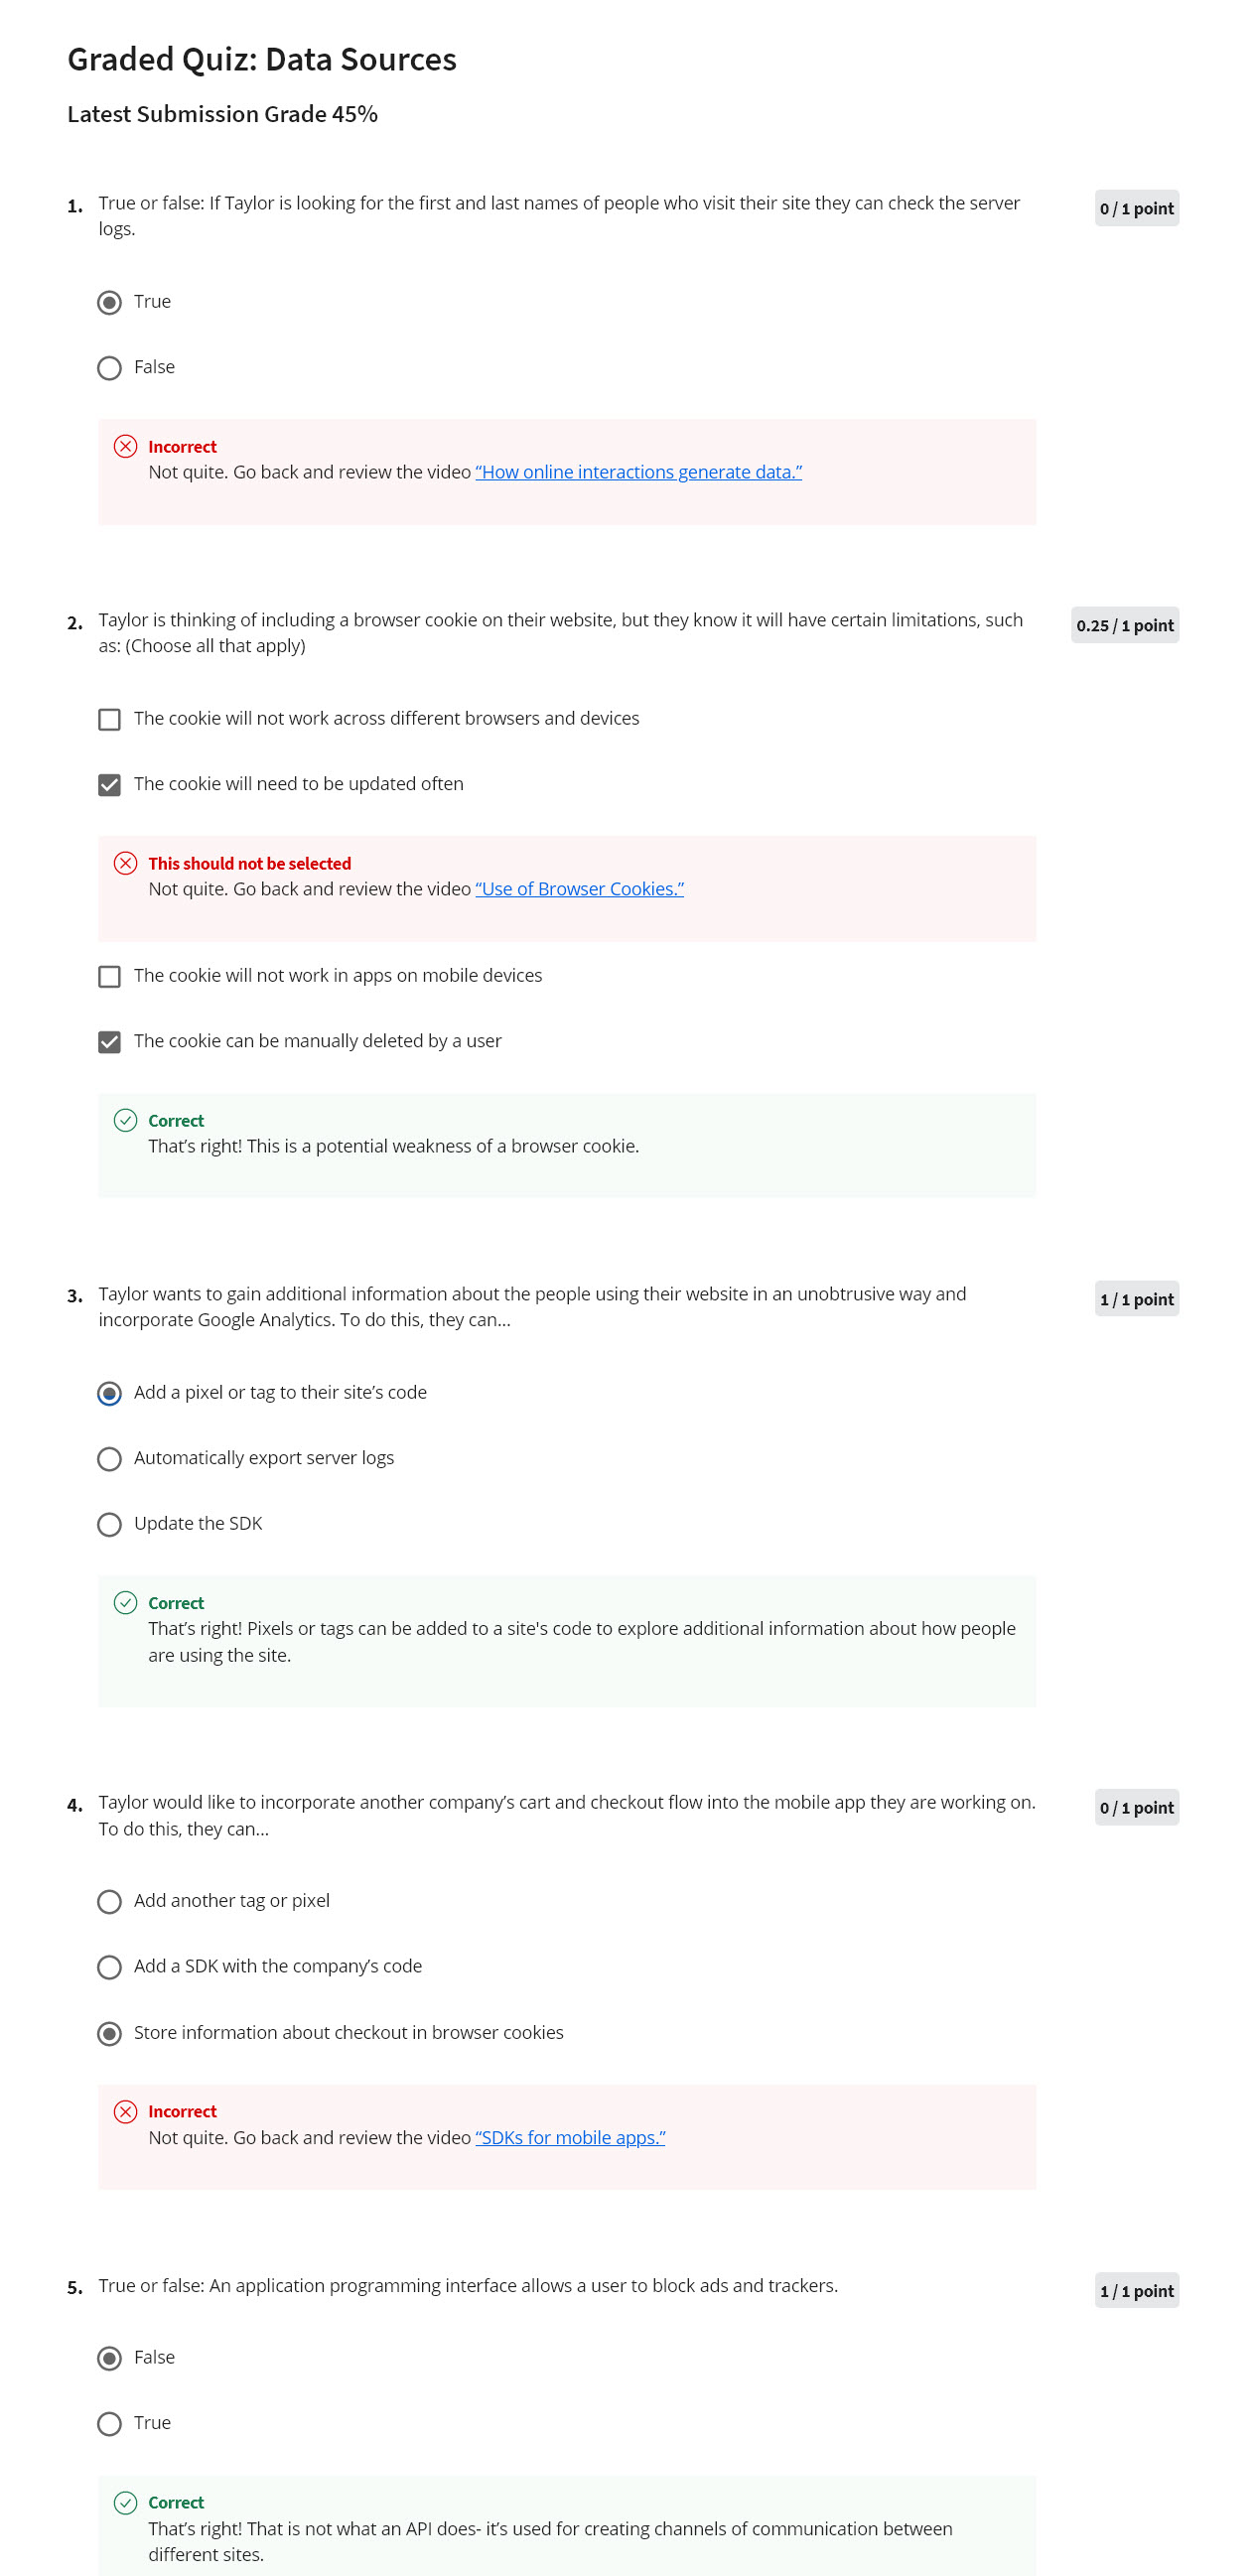 Graded Quiz: Data Sources
Latest Submission Grade 45%
1. True or false: If Taylor is looking for the first and last names of people who visit their site they can check the server
logs.
0 / 1 point
True
False
Incorrect
Not quite. Go back and review the video “How online interactions generate data.”
2. Taylor is thinking of including a browser cookie on their website, but they know it will have certain limitations, such
as: (Choose all that apply)
0.25 / 1 point
The cookie will not work across different browsers and devices
The cookie will need to be updated often
This should not be selected
Not quite. Go back and review the video “Use of Browser Cookies.”
The cookie will not work in apps on mobile devices
The cookie can be manually deleted by a user
Correct
That’s right! This is a potential weakness of a browser cookie.
3. Taylor wants to gain additional information about the people using their website in an unobtrusive way and
incorporate Google Analytics. To do this, they can...
1 / 1 point
Add a pixel or tag to their site’s code
Automatically export server logs
Update the SDK
Correct
That’s right! Pixels or tags can be added to a site's code to explore additional information about how people
are using the site.
4. Taylor would like to incorporate another company’s cart and checkout flow into the mobile app they are working on.
To do this, they can...
0 / 1 point
Add another tag or pixel
Add a SDK with the company’s code
Store information about checkout in browser cookies
Incorrect
Not quite. Go back and review the video “SDKs for mobile apps.”
5. True or false: An application programming interface allows a user to block ads and trackers.
1 / 1 point
False
True
Correct
That’s right! That is not what an API does- it’s used for creating channels of communication between
different sites.